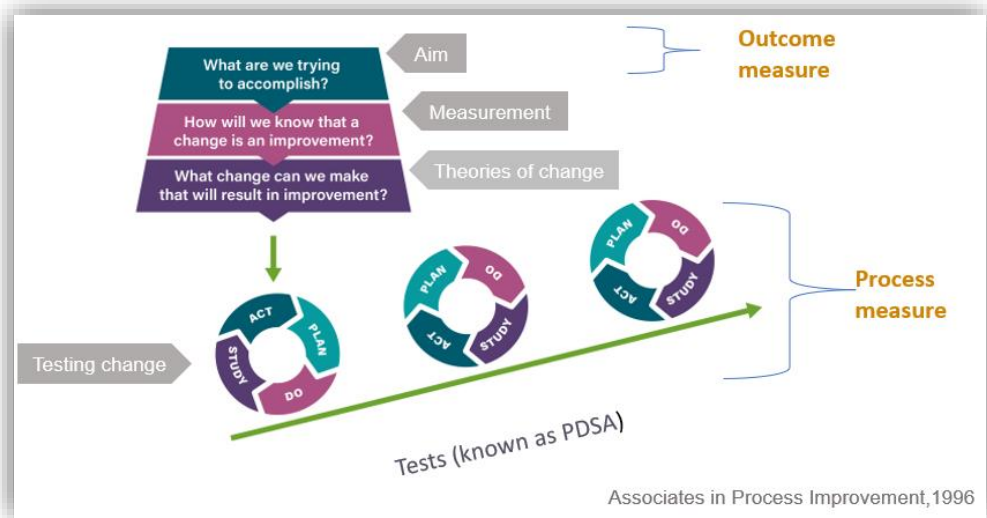 What are we trying
to accomplish?
Aim
Outcome
measure
How will we know that a
change is an improvement?
Measurement
What change can we make
that will result in improvement?
Theories of change
ACT
PLAN
DO
STUDY
PLAN
DO
STUDY
ACT
PLAN
DO
STUDY
ACT
Process
measure
Testing change
Tests (known as PDSA)
Associates in Process Improvement,1996